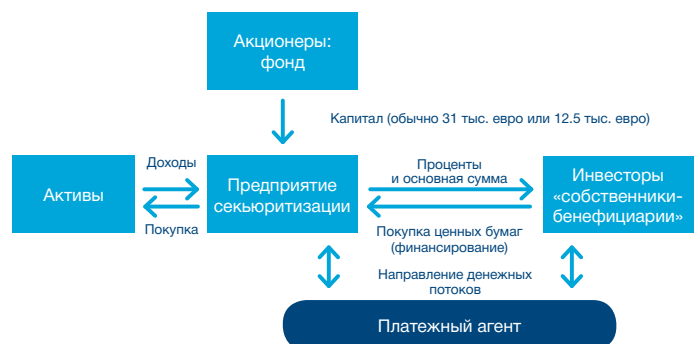 Акционеры:
фонд
Капитал (обычно 31 тыс. евро или 12.5 тыс. евро)
Активы
Доходы
Покупка
Предприятие
секьюритизации
Проценты
и основная сумма
Покупка ценных бумаг
(финансирование)
Инвесторы
«собственники-
бенефициарии»
Направление денежных
потоков
Платежный агент